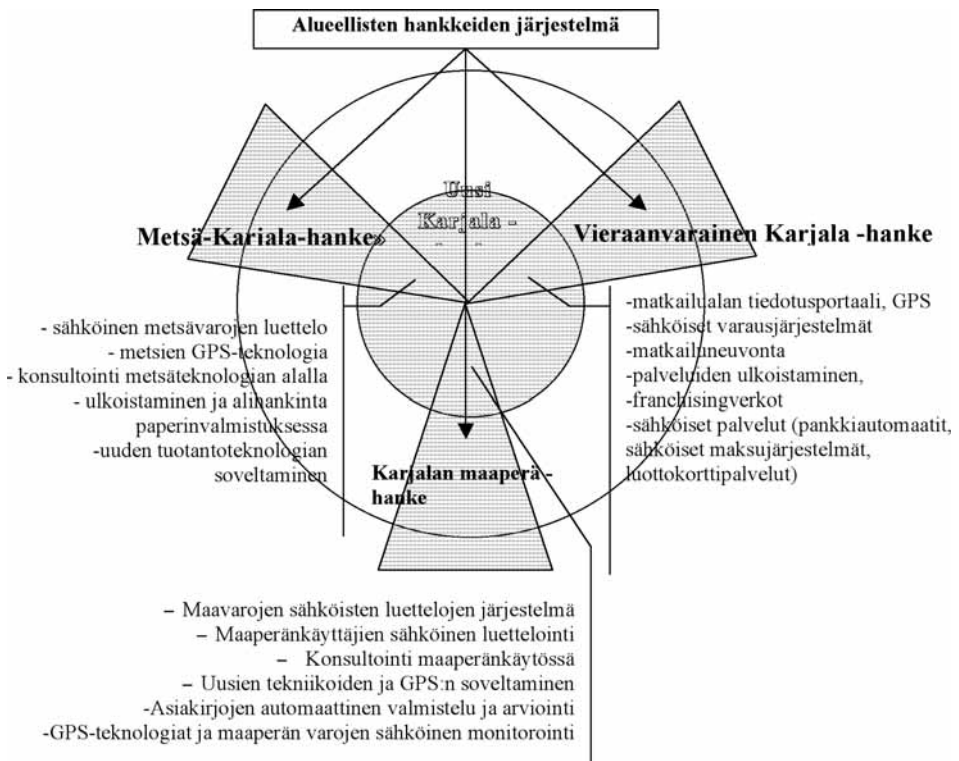 Alueellisten hankkeiden järjestelmä
Uusi
Karjala -
Metsä-Karjala-hanke»
Vieraanvarainen Karjala -hanke
- sähköinen metsävarojen luettelo
- metsien GPS-teknologia
- konsultointi metsäteknologian alalla
- ulkoistaminen ja alihankinta
paperinvalmistuksessa
-uuden tuotantoteknologian
soveltaminen
-matkailualan tiedotusportaali, GPS
-sähköiset varausjärjestelmät
-matkailuneuvonta
-palveluiden ulkoistaminen,
-franchisingverkot
-sähköiset palvelut (pankkiautomaatit,
sähköiset maksujärjestelmät,
luottokorttipalvelut)
Karjalan maaperä -
hanke
– Maavarojen sähköisten luettelojen järjestelmä
– Maaperänkäyttäjien sähköinen luettelointi
– Konsultointi maaperänkäytössä
– Uusien tekniikoiden ja GPS:n soveltaminen
-Asiakirjojen automaattinen valmistelu ja arviointi
-GPS-teknologiat ja maaperän varojen sähköinen monitorointi